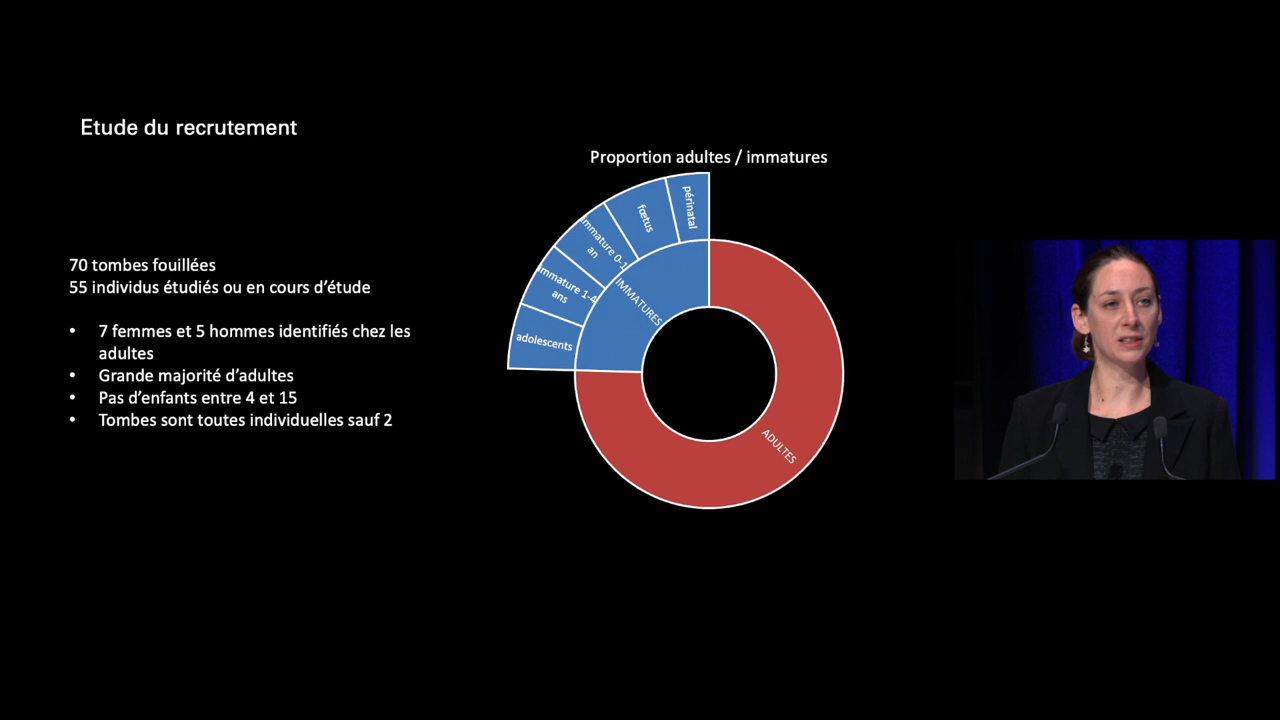 Etude du recrutement
Proportion adultes / immatures
70 tombes fouillées
55 individus étudiés ou en cours d’étude
• 7 femmes et 5 hommes identifiés chez les
adultes
• Grande majorité d’adultes
• Pas d’enfants entre 4 et 15
• Tombes sont toutes individuelles sauf 2
périnatal
fœtus
immature 0-1
an
immature 1-4
ans
adolescents
IMMATURES
ADULTES